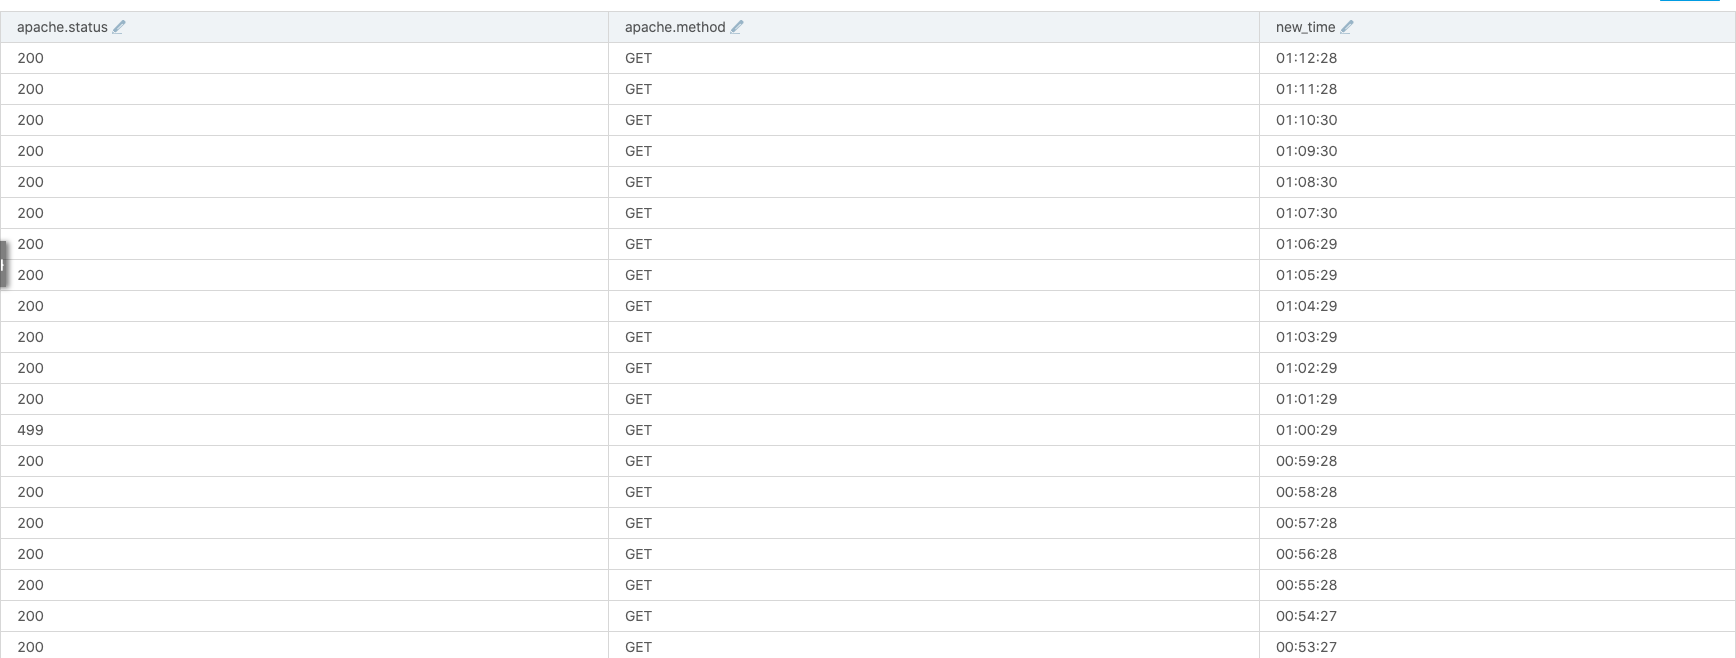 apache.status apache.method new_time
200 GET 01:12:28
200 GET 01:11:28
200 GET 01:10:30
200 GET 01:09:30
200 GET 01:08:30
200 GET 01:07:30
200 GET 01:06:29
200 GET 01:05:29
200 GET 01:04:29
200 GET 01:03:29
200 GET 01:02:29
200 GET 01:01:29
499 GET 01:00:29
200 GET 00:59:28
200 GET 00:58:28
200 GET 00:57:28
200 GET 00:56:28
200 GET 00:55:28
200 GET 00:54:27
200 GET 00:53:27